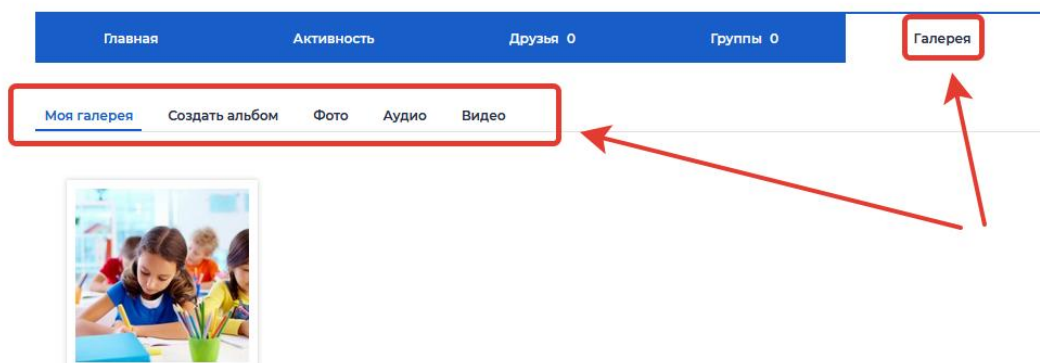 Главная Активность Друзья 0 Группы 0 Галерея
Моя галерея Создать альбом Фото Аудио Видео